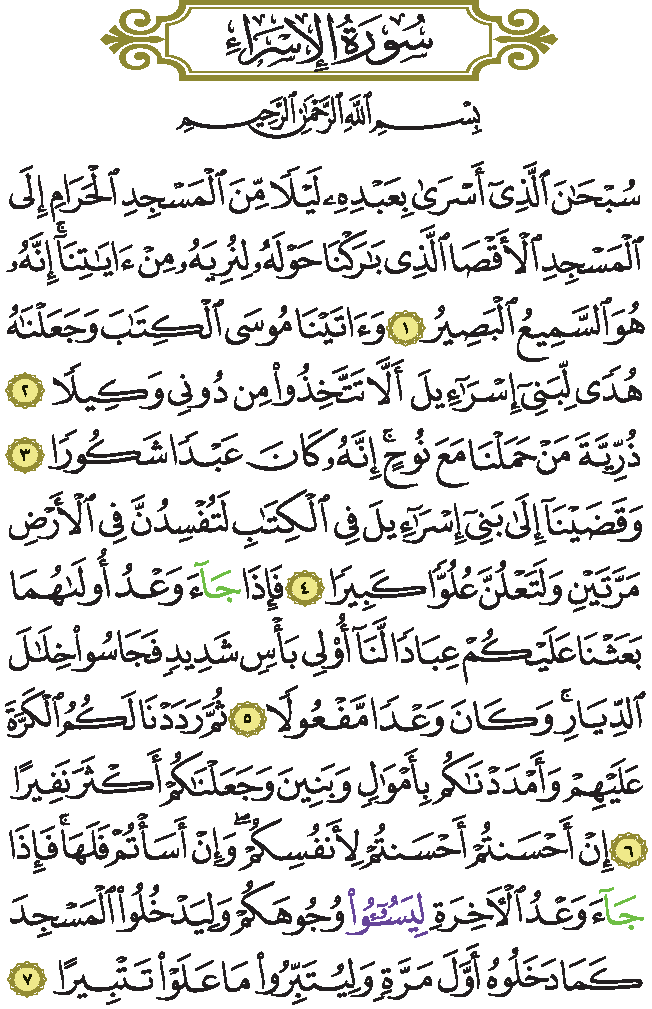 سُورَةُ الإِسْرَاءِ
بِسْمِ ٱللَّهِ ٱلرَّحْمَٰنِ ٱلرَّحِيمِ
سُبْحَٰنَ ٱلَّذِىٓ أَسْرَىٰ بِعَبْدِهِۦ لَيْلًا مِّنَ ٱلْمَسْجِدِ ٱلْحَرَامِ إِلَى
ٱلْمَسْجِدِ ٱلْأَقْصَا ٱلَّذِى بَٰرَكْنَا حَوْلَهُۥ لِنُرِيَهُۥ مِنْ ءَايَٰتِنَآ ۚ إِنَّهُۥ
هُوَ ٱلسَّمِيعُ ٱلْبَصِيرُ ١ وَءَاتَيْنَا مُوسَى ٱلْكِتَٰبَ وَجَعَلْنَٰهُ
هُدًى لِّبَنِىٓ إِسْرَٰٓءِيلَ أَلَّا تَتَّخِذُوا۟ مِن دُونِى وَكِيلًا ٢
ذُرِّيَّةَ مَنْ حَمَلْنَا مَعَ نُوحٍ ۚ إِنَّهُۥ كَانَ عَبْدًا شَكُورًا ٣
وَقَضَيْنَآ إِلَىٰ بَنِىٓ إِسْرَٰٓءِيلَ فِى ٱلْكِتَٰبِ لَتُفْسِدُنَّ فِى ٱلْأَرْضِ
مَرَّتَيْنِ وَلَتَعْلُنَّ عُلُوًّا كَبِيرًا ٤ فَإِذَا جَآءَ وَعْدُ أُولَىٰهُمَا
بَعَثْنَا عَلَيْكُمْ عِبَادًا لَّنَآ أُو۟لِى بَأْسٍ شَدِيدٍ فَجَاسُوا۟ خِلَٰلَ
ٱلدِّيَارِ ۚ وَكَانَ وَعْدًا مَّفْعُولًا ٥ ثُمَّ رَدَدْنَا لَكُمُ ٱلْكَرَّةَ
عَلَيْهِمْ وَأَمْدَدْنَٰكُم بِأَمْوَٰلٍ وَبَنِينَ وَجَعَلْنَٰكُمْ أَكْثَرَ نَفِيرًا
٦ إِنْ أَحْسَنتُمْ أَحْسَنتُمْ لِأَنفُسِكُمْ ۖ وَإِنْ أَسَأْتُمْ فَلَهَا ۚ فَإِذَا
جَآءَ وَعْدُ ٱلْءَاخِرَةِ لِيَسُـۥٓـُٔوا۟ وُجُوهَكُمْ وَلِيَدْخُلُوا۟ ٱلْمَسْجِدَ
كَمَا دَخَلُوهُ أَوَّلَ مَرَّةٍ وَلِيُتَبِّرُوا۟ مَا عَلَوْا۟ تَتْبِيرًا ٧